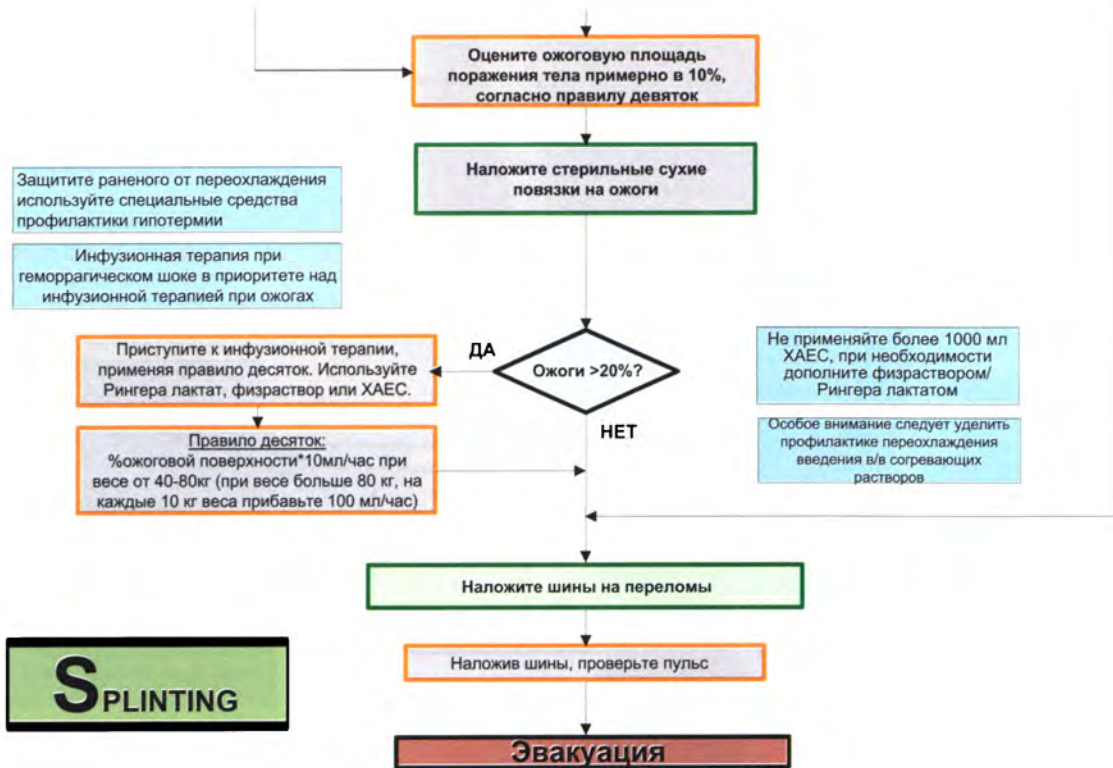 Оцените ожоговую площадь
поражения тела примерно в 10%,
согласно правилу девяток
Наложите стерильные сухие
повязки на ожоги
Защитите раненого от переохлаждения
используйте специальные средства
профилактики гипотермии
Инфузионная терапия при
геморрагическом шоке в приоритете над
инфузионной терапией при ожогах
Приступите к инфузионной терапии,
применяя правило десяток. Используйте
Рингера лактат, физраствор или ХАЕС.
ДА
Ожоги >20%?
НЕТ
Не применяйте более 1000 мл
ХАЕС, при необходимости
дополните физраствором/
Рингера лактатом
Особое внимание следует уделить
профилактике переохлаждения
введения в/в согревающих
растворов
Правило десяток:
%ожоговой поверхности*10мл/час при
весе от 40-80кг (при весе больше 80 кг, на
каждые 10 кг веса прибавьте 100 мл/час)
Наложите шины на переломы
Наложив шины, проверьте пульс
SPLINTING
Эвакуация